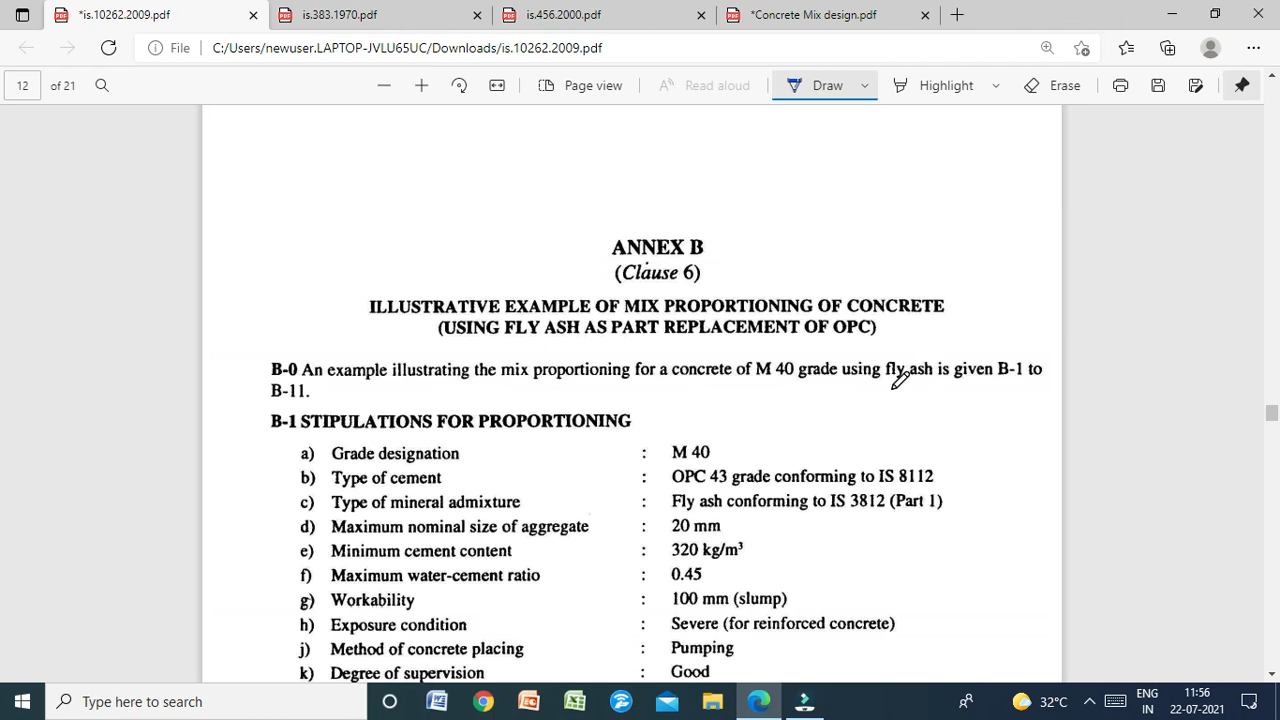 *is.10262.2009.pdf
is.383.1970.pdf
is.456.2000.pdf
*Concrete Mix design.pdf
File
C:/Users/newuser.LAPTOP-JVLU65UC/Downloads/is.10262.2009.pdf
12 of 21
Page view
Read aloud
Draw
Highlight
Erase
ANNEX B
(Clause 6)
ILLUSTRATIVE EXAMPLE OF MIX PROPORTIONING OF CONCRETE
(USING FLY ASH AS PART REPLACEMENT OF OPC)
B-0 An example illustrating the mix proportioning for a concrete of M 40 grade using fly ash is given B-1 to
B-11.
B-1 STIPULATIONS FOR PROPORTIONING
a) Grade designation : M 40
b) Type of cement : OPC 43 grade conforming to IS 8112
c) Type of mineral admixture : Fly ash conforming to IS 3812 (Part 1)
d) Maximum nominal size of aggregate : 20 mm
e) Minimum cement content : 320 kg/m³
f) Maximum water-cement ratio : 0.45
g) Workability : 100 mm (slump)
h) Exposure condition : Severe (for reinforced concrete)
j) Method of concrete placing : Pumping
k) Degree of supervision : Good
Type here to search
32°C
ENG
IN
11:56
22-07-2021